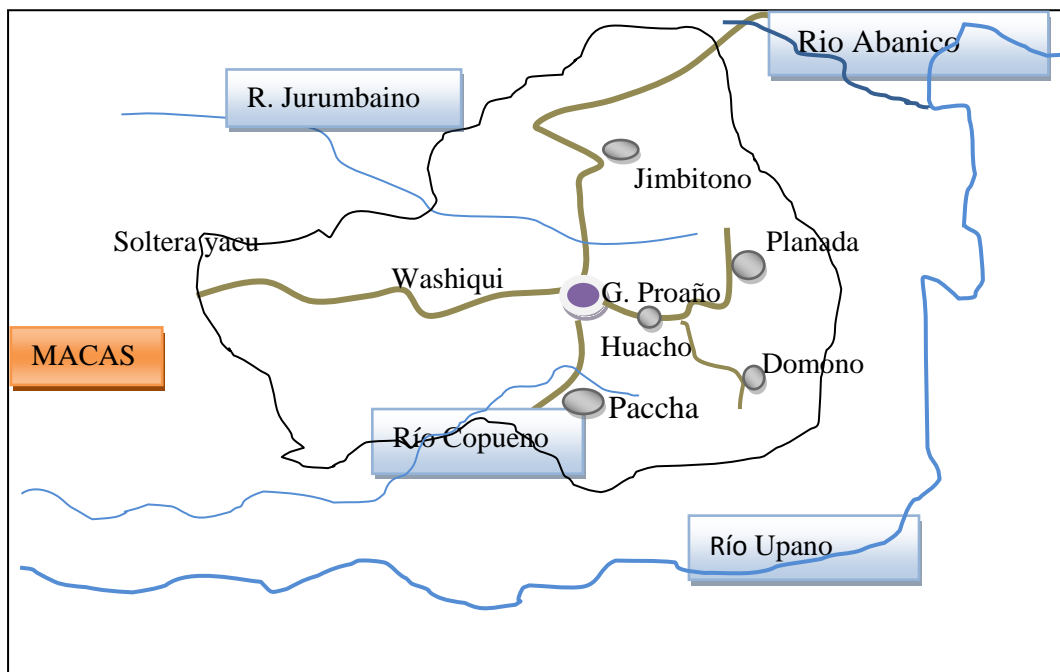 Rio Abanico
R. Jurumbaino
Jimbitono
Soltera yacu
Planada
Washiqui
G. Proaño
Huacho
MACAS
Domono
Paccha
Río Copueno
Río Upano